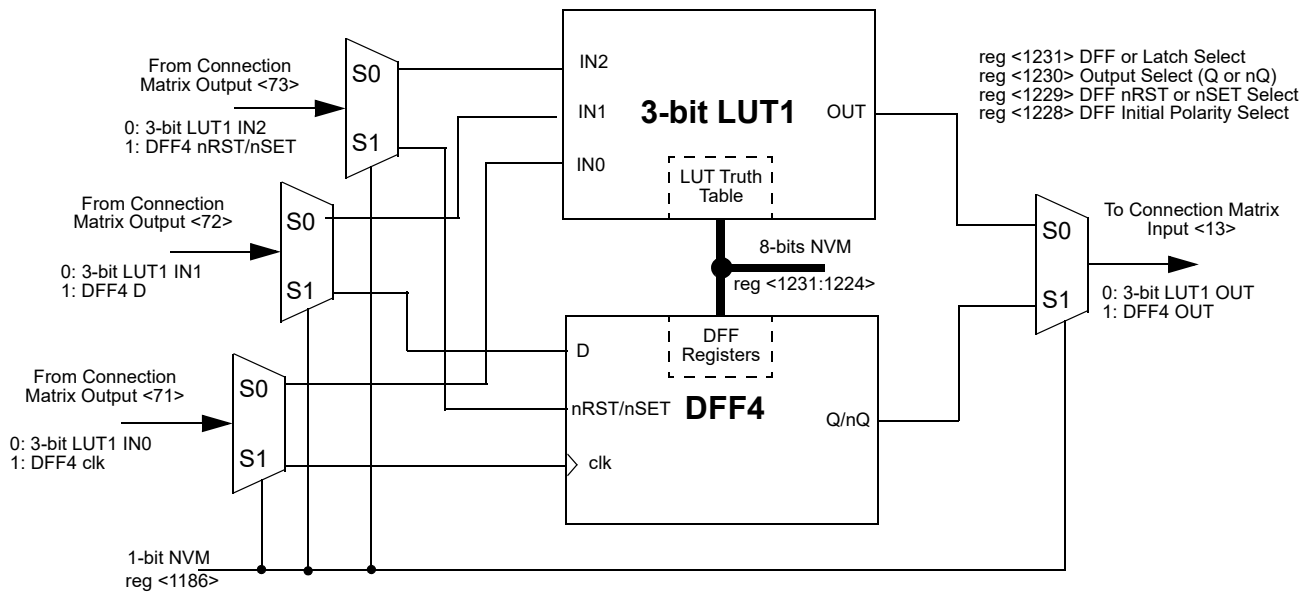 From Connection
Matrix Output <73>
0: 3-bit LUT1 IN2
1: DFF4 nRST/nSET
S0
S1
From Connection
Matrix Output <72>
0: 3-bit LUT1 IN1
1: DFF4 D
S0
S1
From Connection
Matrix Output <71>
0: 3-bit LUT1 IN0
1: DFF4 clk
S0
S1
1-bit NVM
reg <1186>
IN2
IN1
IN0
3-bit LUT1
OUT
LUT Truth
Table
8-bits NVM
reg <1231:1224>
DFF
Registers
D
nRST/nSET
DFF4
Q/nQ
clk
reg <1231> DFF or Latch Select
reg <1230> Output Select (Q or nQ)
reg <1229> DFF nRST or nSET Select
reg <1228> DFF Initial Polarity Select
S0
S1
To Connection Matrix
Input <13>
0: 3-bit LUT1 OUT
1: DFF4 OUT